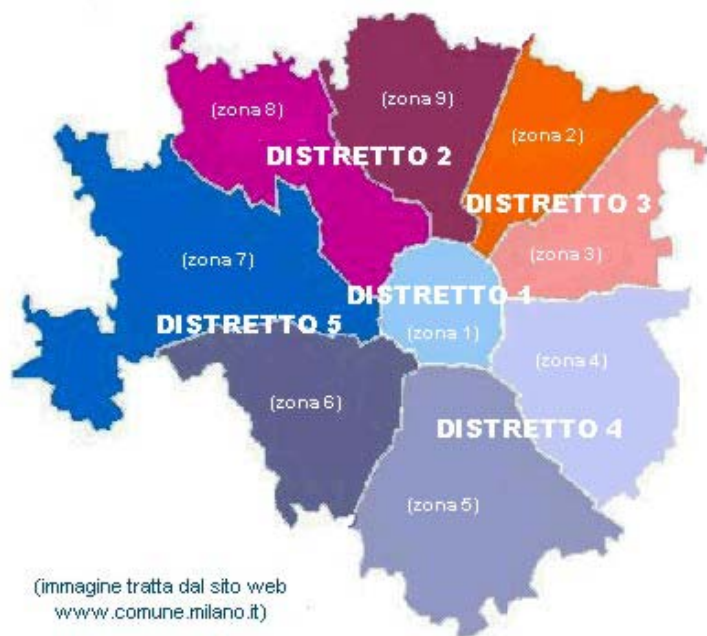 (zona 9)
(zona 8)
(zona 2)
DISTRETTO 2
DISTRETTO 3
(zona 7)
(zona 3)
DISTRETTO 1
DISTRETTO 5
(zona 1)
(zona 4)
(zona 6)
DISTRETTO 4
(zona 5)
(immagine tratta dal sito web
www.comune.milano.it)